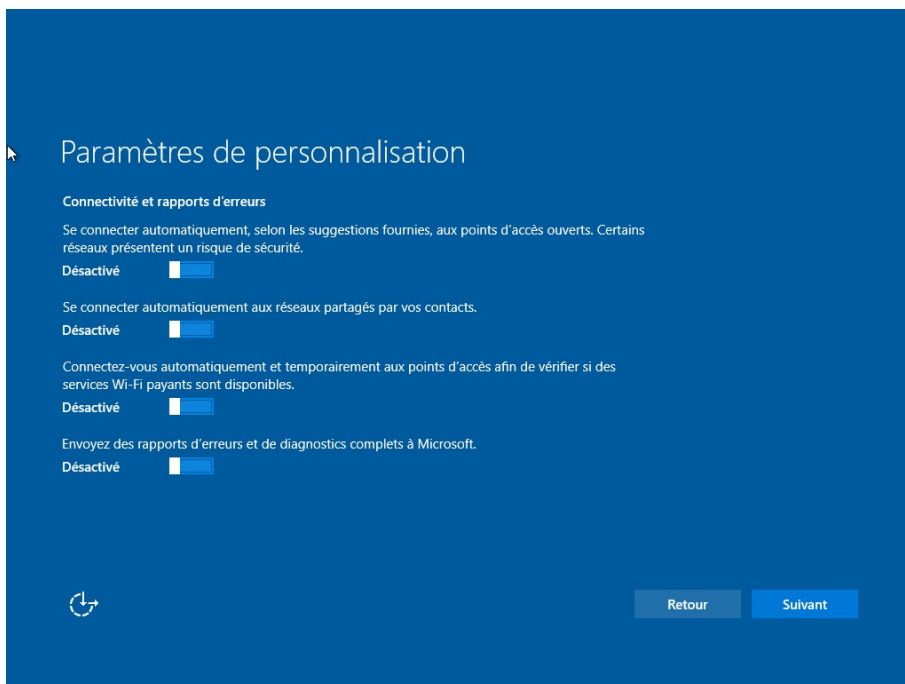 Paramètres de personnalisation
Connectivité et rapports d'erreurs
Se connecter automatiquement, selon les suggestions fournies, aux points d'accès ouverts. Certains
réseaux présentent un risque de sécurité.
Désactivé
Se connecter automatiquement aux réseaux partagés par vos contacts.
Désactivé
Connectez-vous automatiquement et temporairement aux points d'accès afin de vérifier si des
services Wi-Fi payants sont disponibles.
Désactivé
Envoyez des rapports d'erreurs et de diagnostics complets à Microsoft.
Désactivé
Retour
Suivant